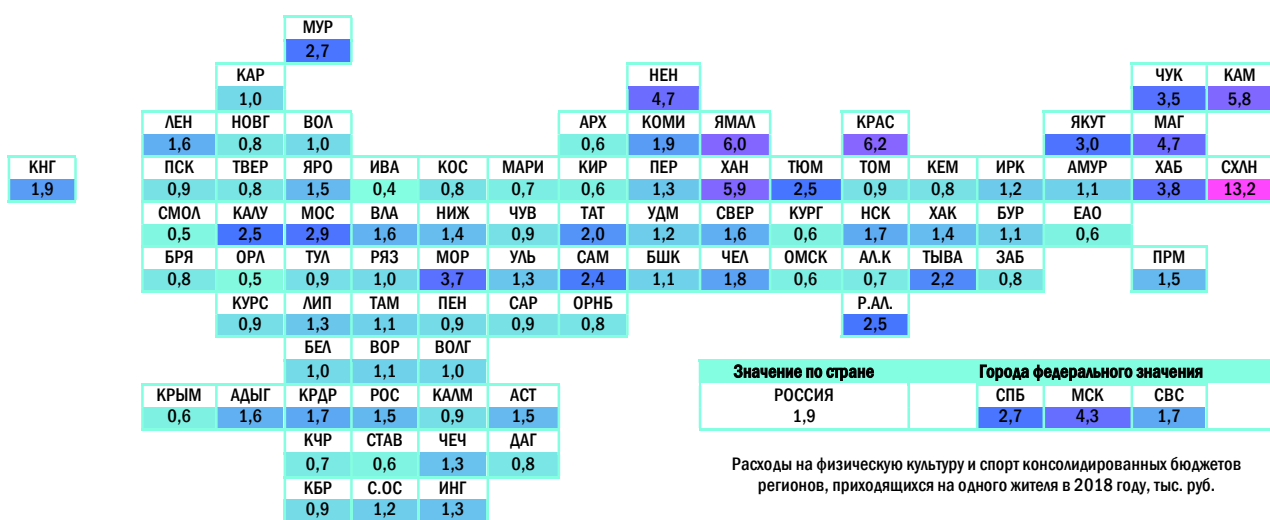 МУР
2,7
КАР НЕН ЧУК КАМ
1,0 4,7 3,5 5,8
ЛЕН НОВГ ВОЛ АРХ КОМИ ЯМАЛ КРАС ЯКУТ МАГ
1,6 0,8 1,0 0,6 1,9 6,0 6,2 3,0 4,7
КНГ ПСК ТВЕР ЯРО ИВА КОС МАРИ КИР ПЕР ХАН ТЮМ ТОМ КЕМ ИРК АМУР ХАБ СХЛН
1,9 0,9 0,8 1,5 0,4 0,8 0,7 0,6 1,3 5,9 2,5 0,9 0,8 1,2 1,1 3,8 13,2
СМОЛ КАЛУ МОС ВЛА НИЖ ЧУВ ТАТ УДМ СВЕР КУРГ НСК ХАК БУР ЕАО
0,5 2,5 2,9 1,6 1,4 0,9 2,0 1,2 1,6 0,6 1,7 1,4 1,1 0,6
БРЯ ОРЛ ТУЛ РЯЗ МОР УЛЬ САМ БШК ЧЕЛ ОМСК АЛ.К ТЫВА ЗАБ ПРМ
0,8 0,5 0,9 1,0 3,7 1,3 2,4 1,1 1,8 0,6 0,7 2,2 0,8 1,5
КУРС ЛИП ТАМ ПЕН САР ОРНБ Р.АЛ.
0,9 1,3 1,1 0,9 0,9 0,8 2,5
БЕЛ ВОР ВОЛГ
1,0 1,1 1,0
Значение по стране Города федерального значения
КРЫМ АДЫГ КРДР РОС КАЛМ АСТ РОССИЯ СПБ МСК СВС
0,6 1,6 1,7 1,5 0,9 1,5 1,9 2,7 4,3 1,7
КЧР СТАВ ЧЕЧ ДАГ
0,7 0,6 1,3 0,8
КБР С.ОС ИНГ
0,9 1,2 1,3
Расходы на физическую культуру и спорт консолидированных бюджетов
регионов, приходящихся на одного жителя в 2018 году, тыс. руб.